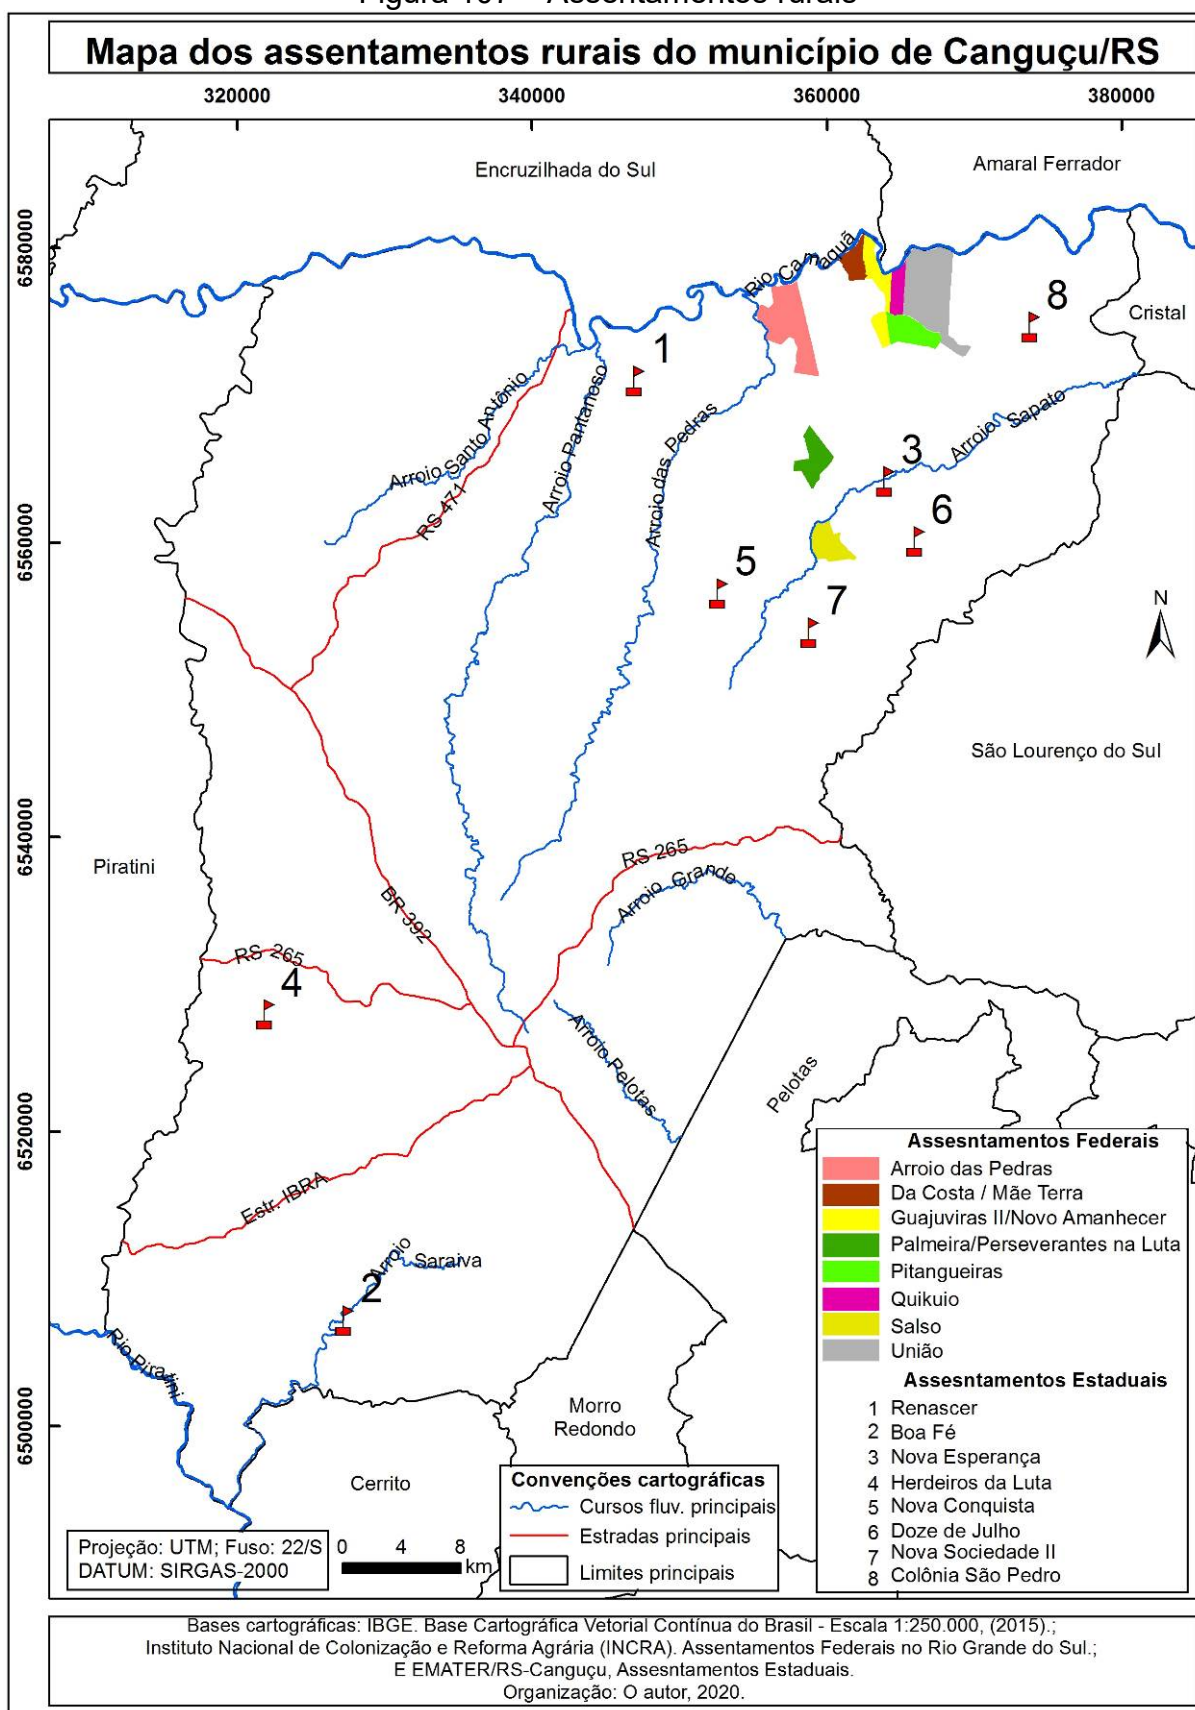 Figura 107 – Assentamentos rurais
Mapa dos assentamentos rurais do município de Canguçu/RS
320000
340000
360000
380000
6580000
6560000
6540000
6520000
6500000
Encruzilhada do Sul
Amaral Ferrador
Rio Camaquã
Cristal
8
1
Arroio Santo Antônio
RS 471
Arroio Pantanoso
Arroio das Pedras
Arroio Sapato
3
6
5
7
N
São Lourenço do Sul
Piratini
RS 265
Arroio Grande
BR 392
RS 265
4
Arroio Pelotas
Pelotas
Estr. IBRA
Arroio Saraiva
2
Rio Piratini
Morro
Redondo
Cerrito
Assesntamentos Federais
Arroio das Pedras
Da Costa / Mãe Terra
Guajuviras II/Novo Amanhecer
Palmeira/Perseverantes na Luta
Pitangueiras
Quikuio
Salso
União
Assesntamentos Estaduais
1 Renascer
2 Boa Fé
3 Nova Esperança
4 Herdeiros da Luta
5 Nova Conquista
6 Doze de Julho
7 Nova Sociedade II
8 Colônia São Pedro
Convenções cartográficas
Cursos fluv. principais
Estradas principais
Limites principais
Projeção: UTM; Fuso: 22/S
DATUM: SIRGAS-2000
0 4 8
km
Bases cartográficas: IBGE. Base Cartográfica Vetorial Contínua do Brasil - Escala 1:250.000, (2015).;
Instituto Nacional de Colonização e Reforma Agrária (INCRA). Assentamentos Federais no Rio Grande do Sul.;
E EMATER/RS-Canguçu, Assesntamentos Estaduais.
Organização: O autor, 2020.